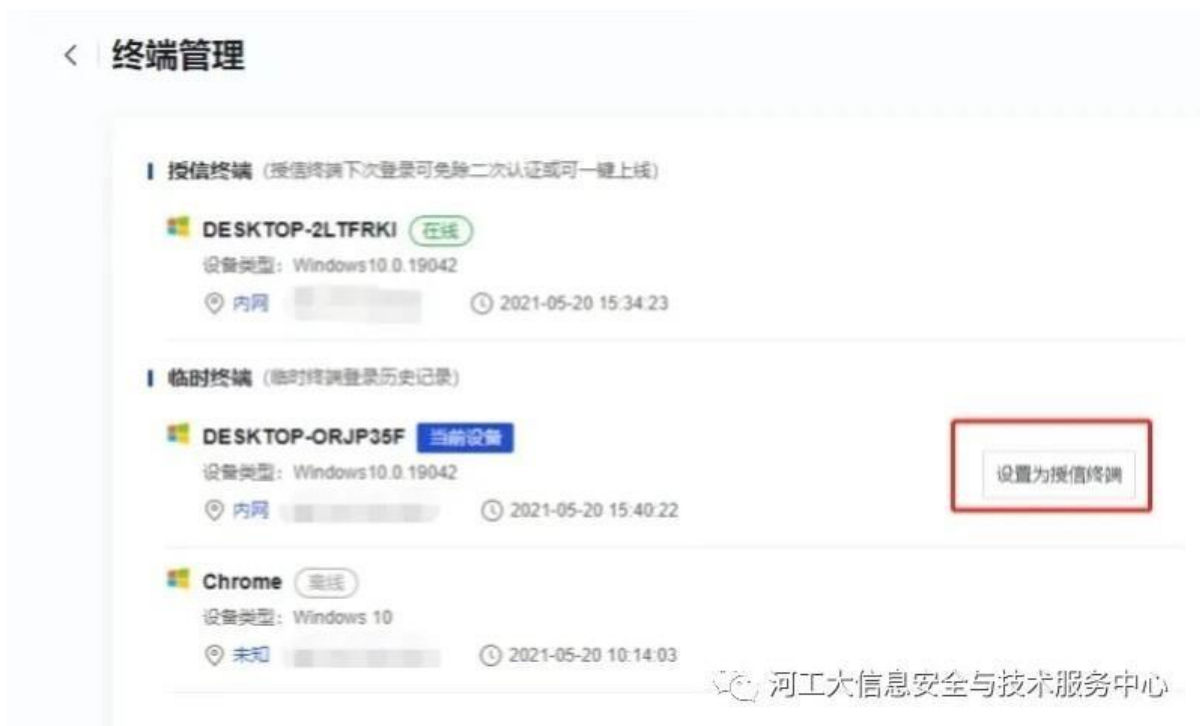 终端管理
授信终端 (授信终端下次登录可免除二次认证或可一键上线)
DESKTOP-2LTFRKI 在线
设备类型: Windows10.0.19042
内网 2021-05-20 15:34:23
临时终端 (临时终端登录历史记录)
DESKTOP-ORJP35F 当前设备
设备类型: Windows10.0.19042
设置为授信终端
内网 2021-05-20 15:40:22
Chrome 离线
设备类型: Windows 10
未知 2021-05-20 10:14:03
河工大信息安全与技术服务中心